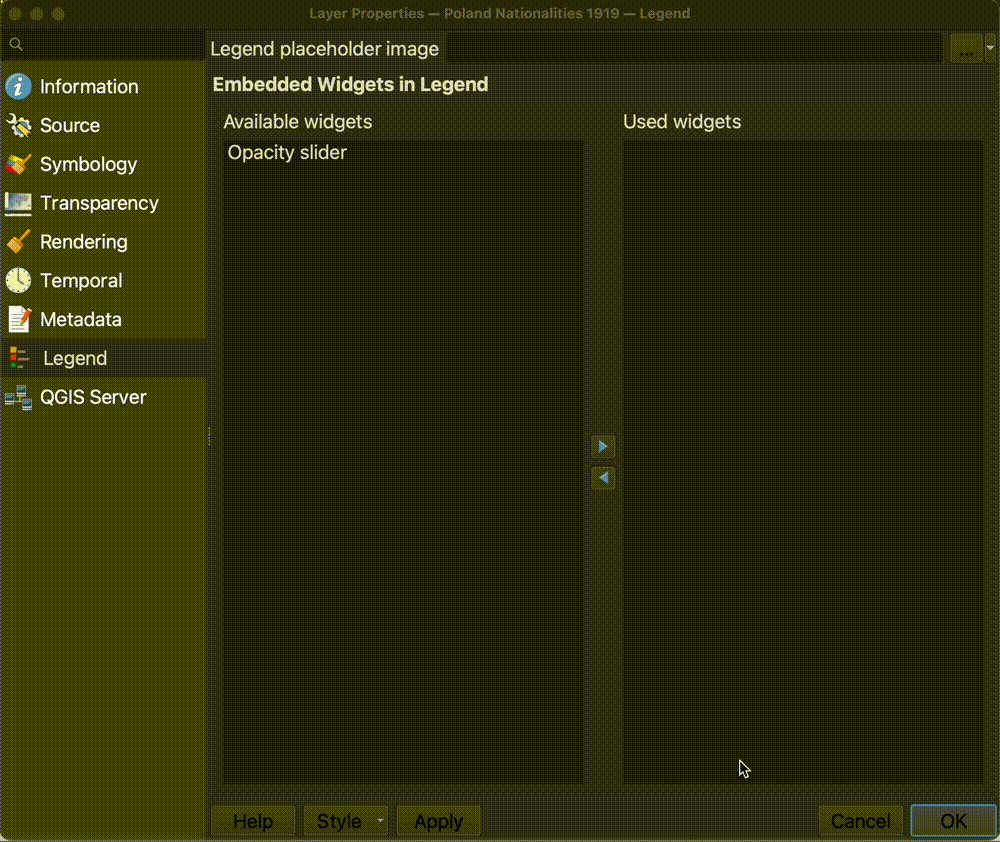 Layer Properties — Poland Nationalities 1919 — Legend
Legend placeholder image
...
Embedded Widgets in Legend
Information
Source
Symbology
Transparency
Rendering
Temporal
Metadata
Legend
QGIS Server
Available widgets
Opacity slider
Used widgets
Help
Style
Apply
Cancel
OK